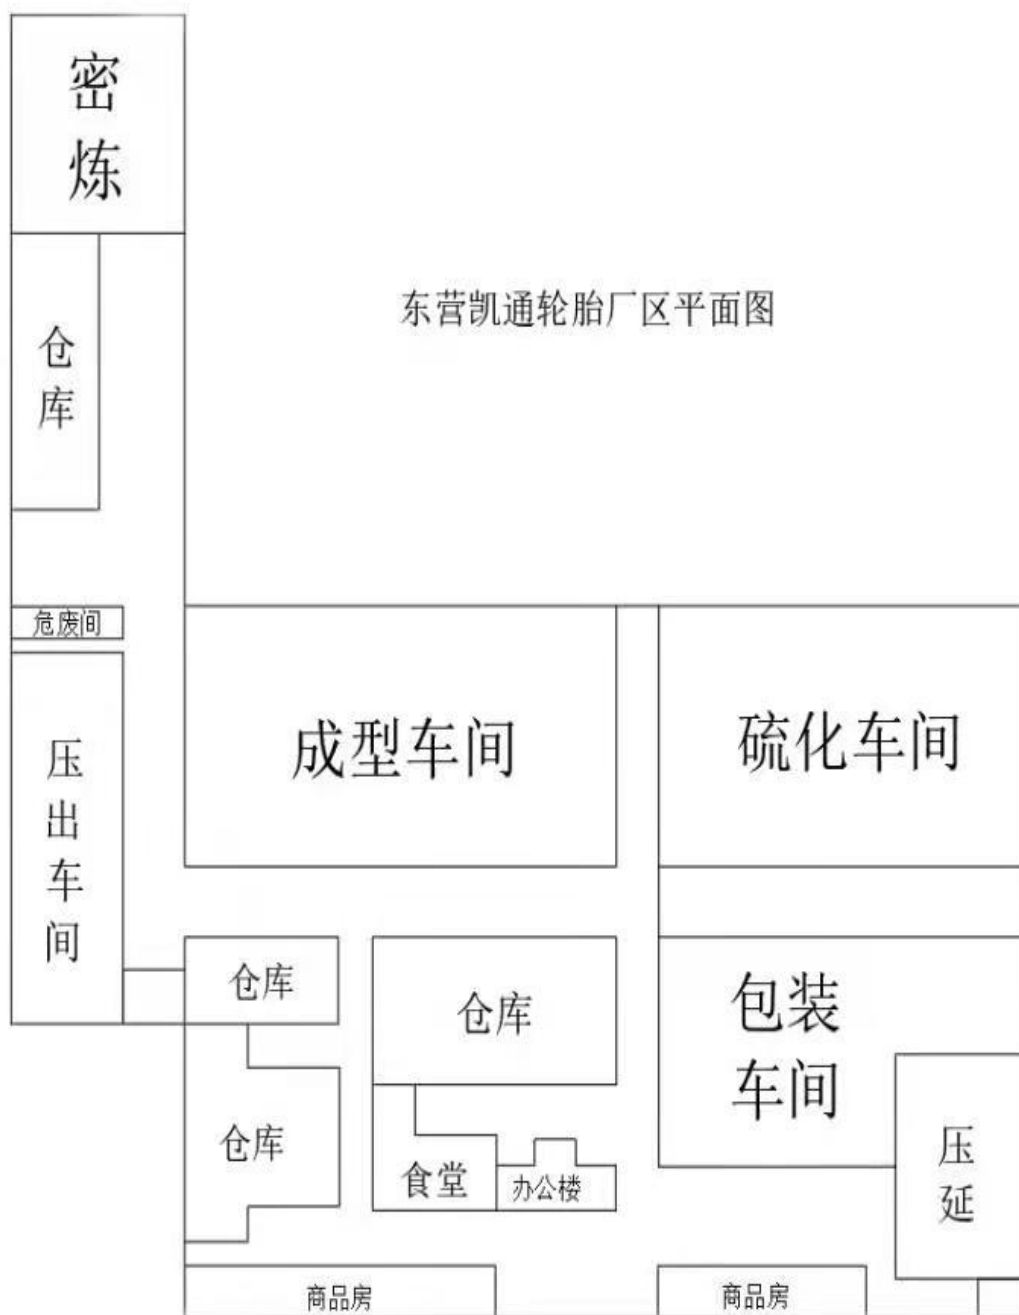 密炼
东营凯通轮胎厂区平面图
仓库
危废间
成型车间
硫化车间
压出车间
仓库
仓库
包装
车间
仓库
食堂
办公楼
压延
商品房
商品房